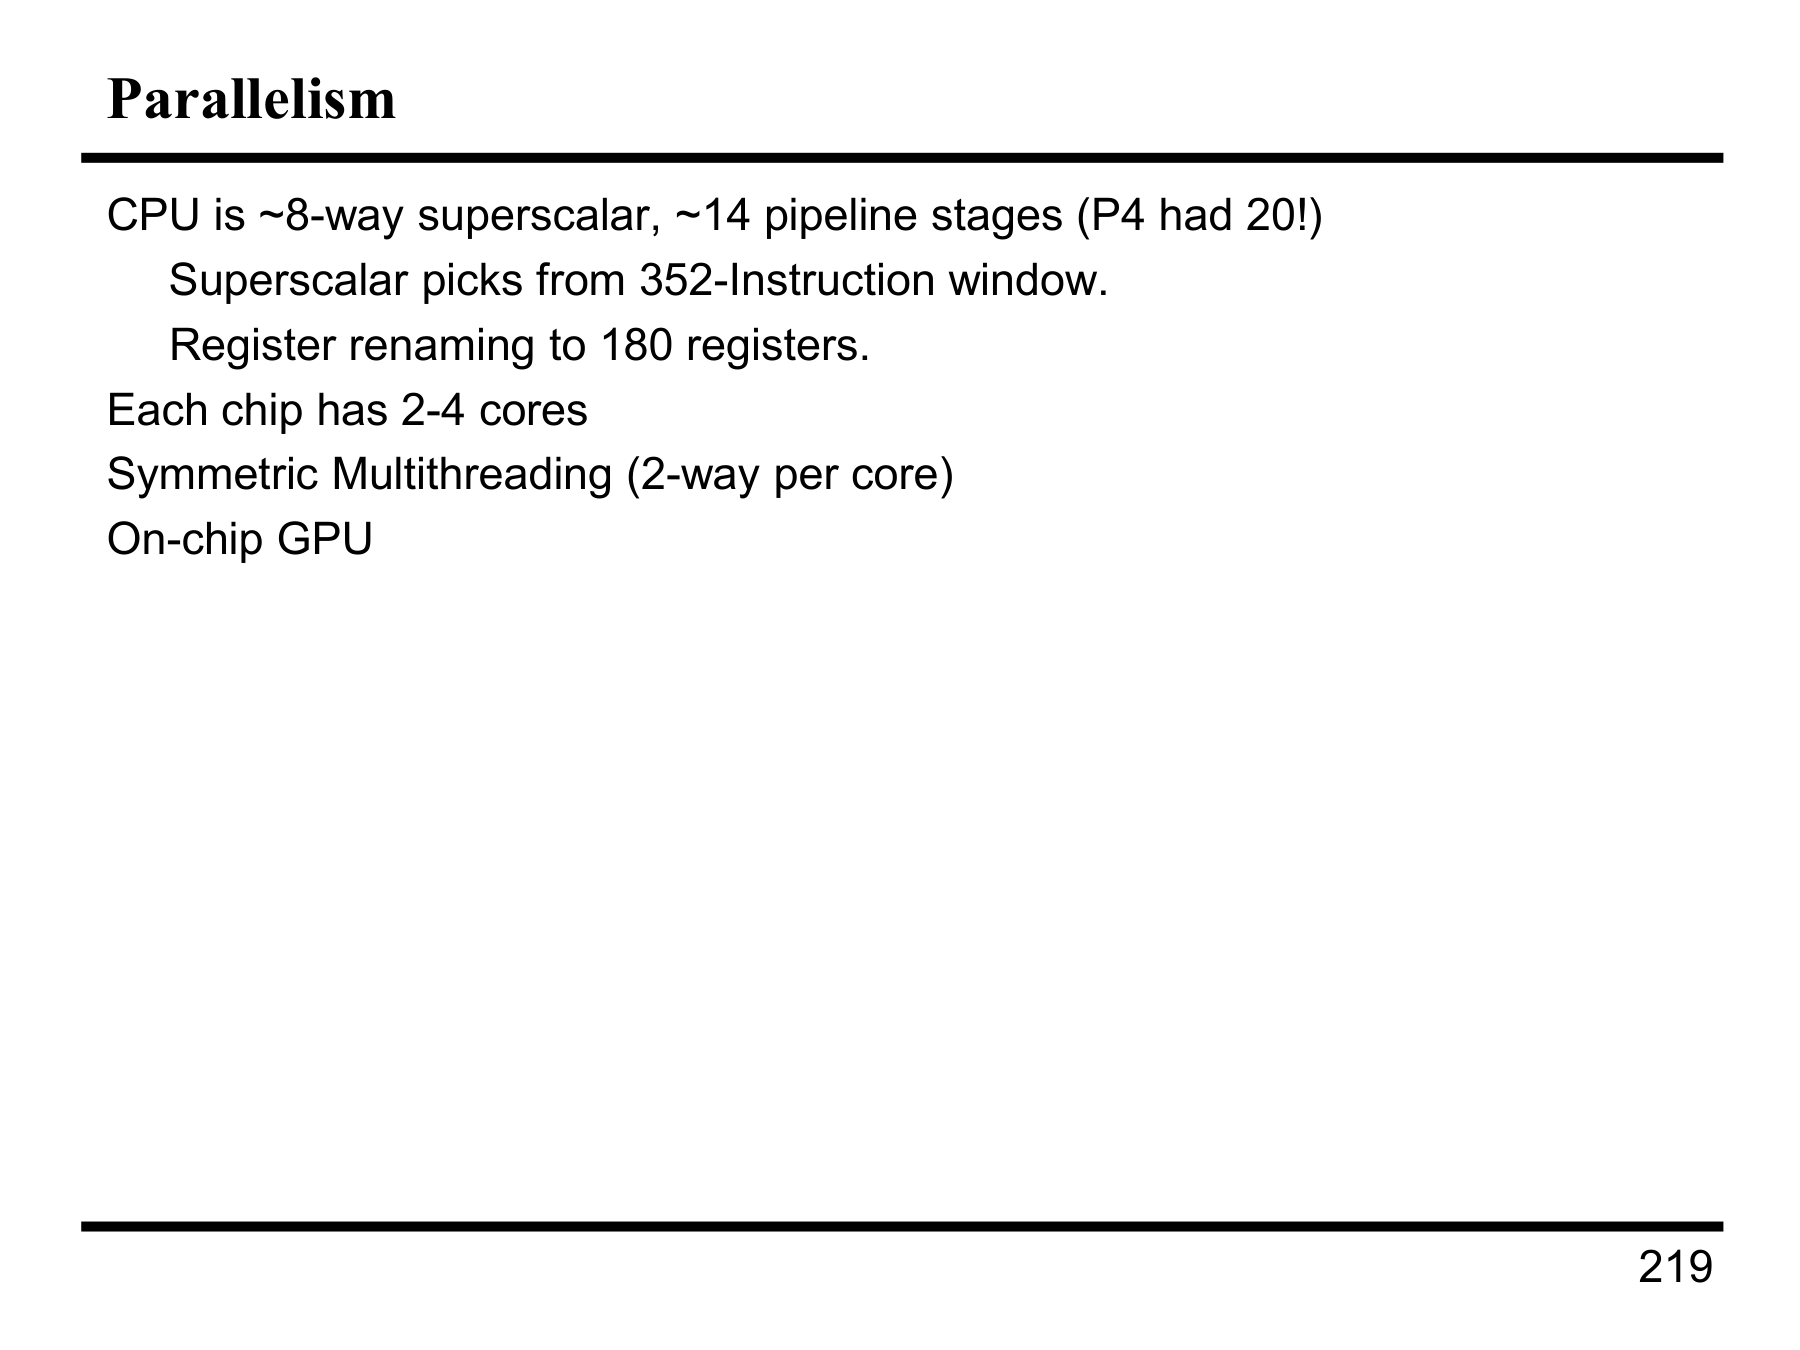 Parallelism
CPU is ~8-way superscalar, ~14 pipeline stages (P4 had 20!)
Superscalar picks from 352-Instruction window.
Register renaming to 180 registers.
Each chip has 2-4 cores
Symmetric Multithreading (2-way per core)
On-chip GPU
219